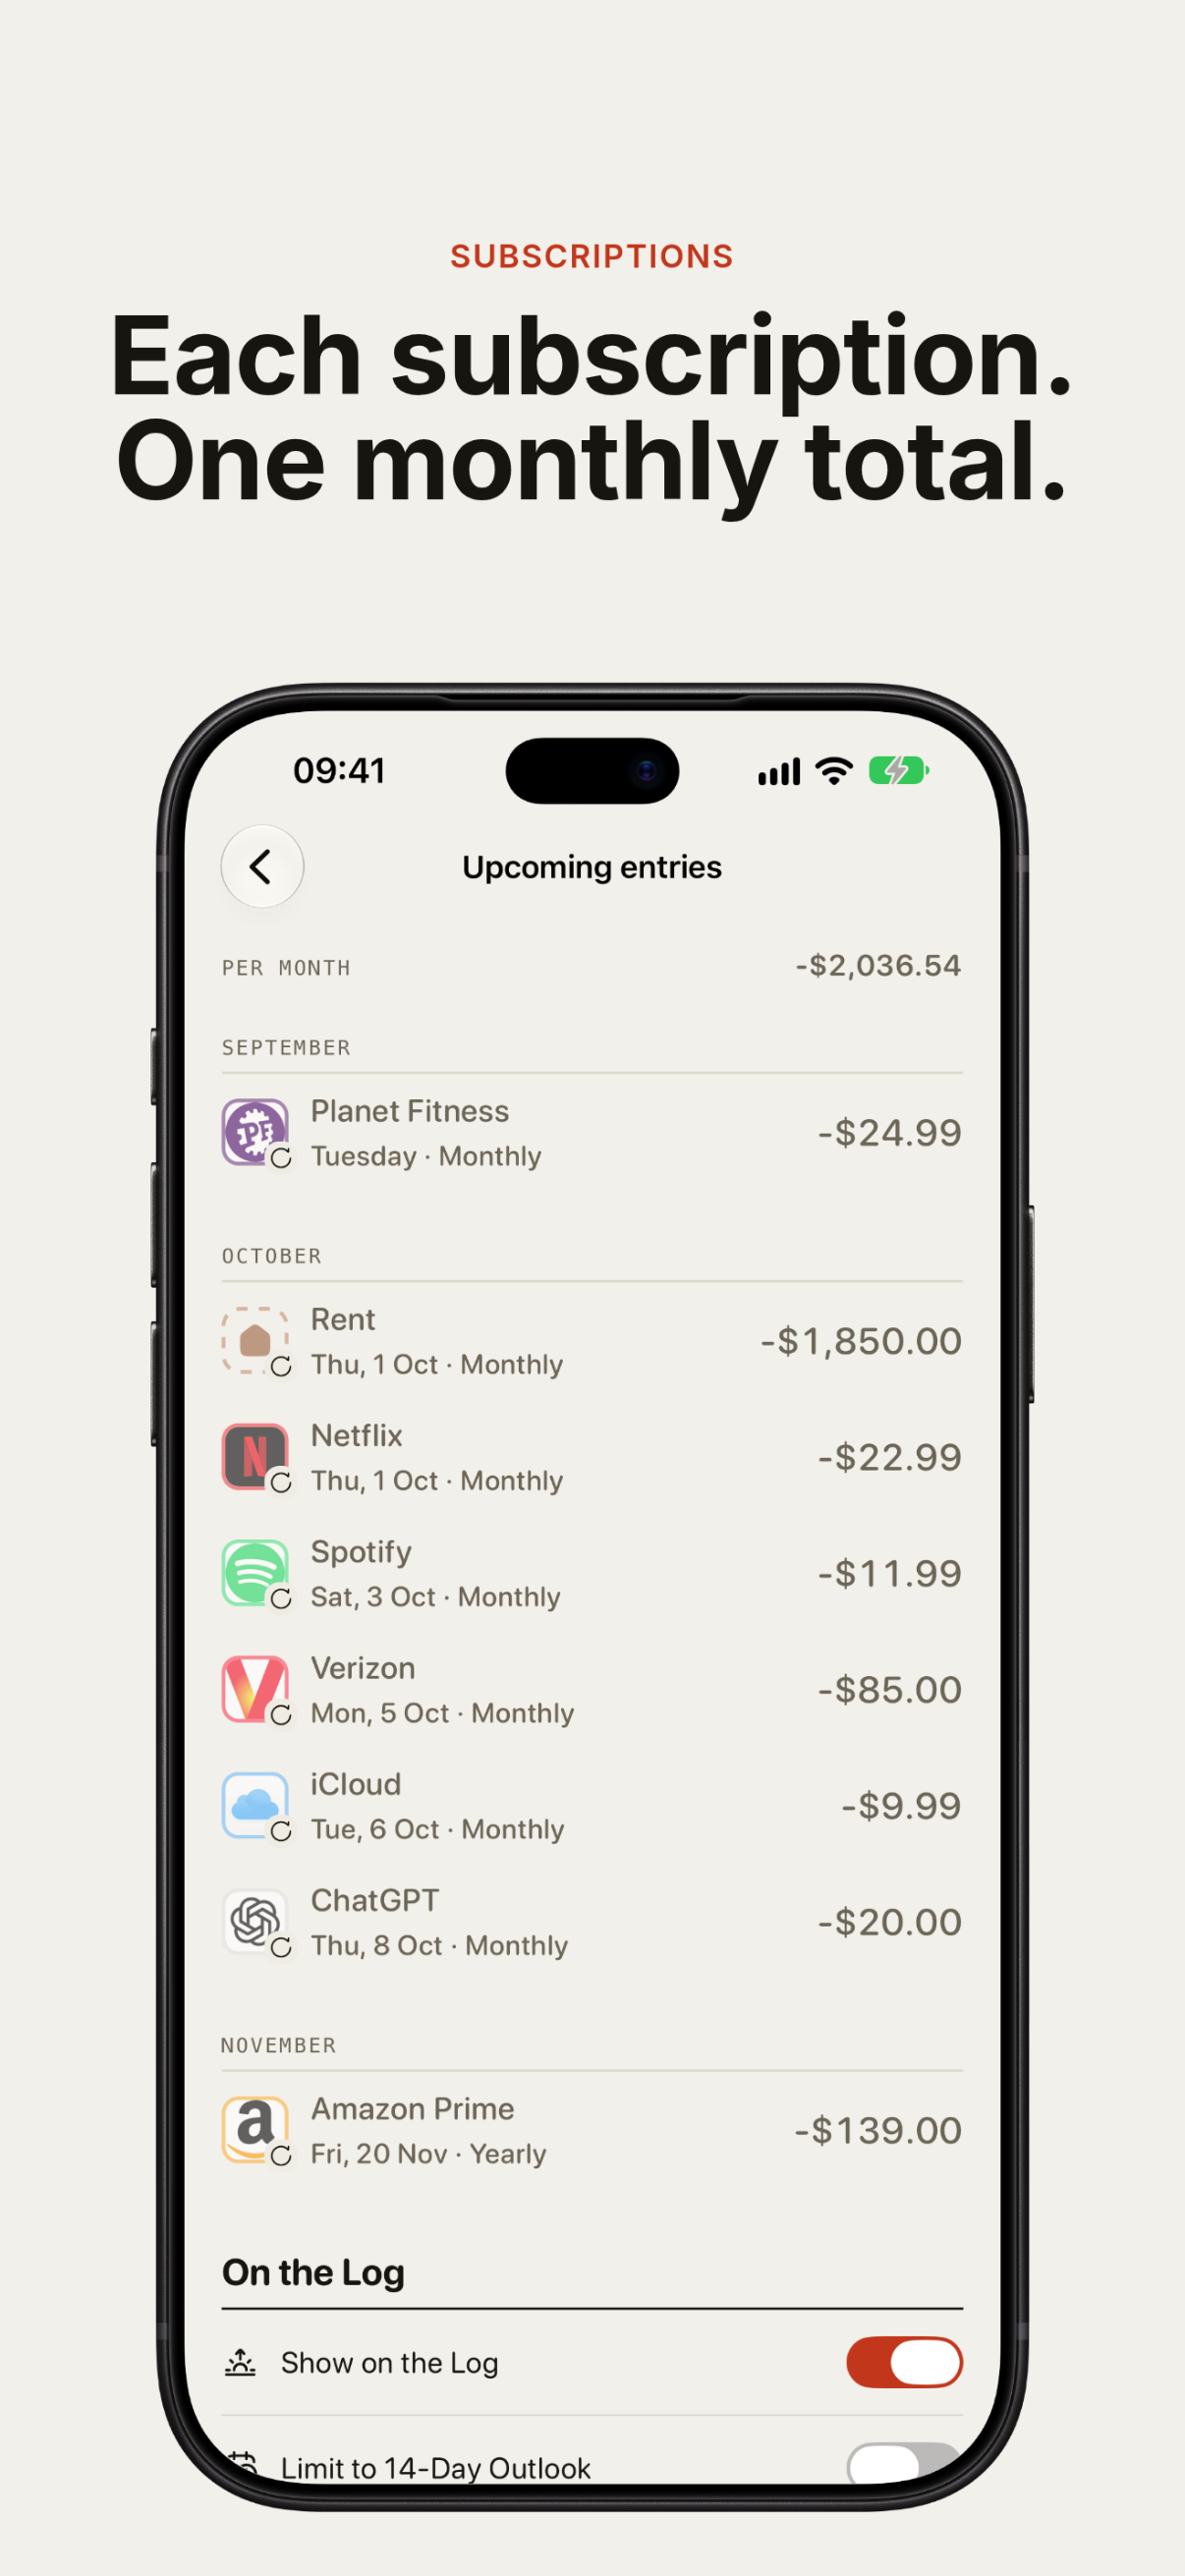 SUBSCRIPTIONS
Each subscription.
One monthly total.
09:41
Upcoming entries
PER MONTH -$2,036.54
SEPTEMBER
Planet Fitness
Tuesday · Monthly
-$24.99
OCTOBER
Rent
Thu, 1 Oct · Monthly
-$1,850.00
Netflix
Thu, 1 Oct · Monthly
-$22.99
Spotify
Sat, 3 Oct · Monthly
-$11.99
Verizon
Mon, 5 Oct · Monthly
-$85.00
iCloud
Tue, 6 Oct · Monthly
-$9.99
ChatGPT
Thu, 8 Oct · Monthly
-$20.00
NOVEMBER
Amazon Prime
Fri, 20 Nov · Yearly
-$139.00
On the Log
Show on the Log
Limit to 14-Day Outlook